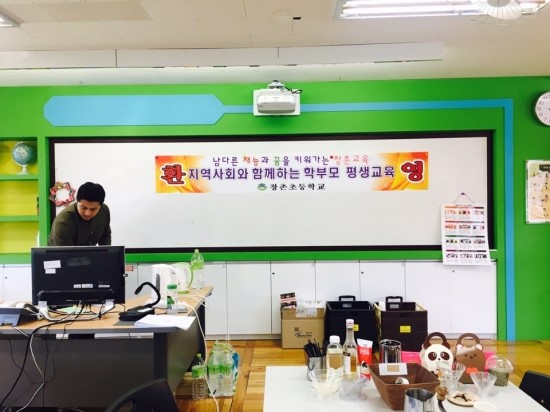 남다른 재능과 꿈을 키워가는 창촌교육
환 지역사회와 함께하는 학부모 평생교육 영
창촌초등학교